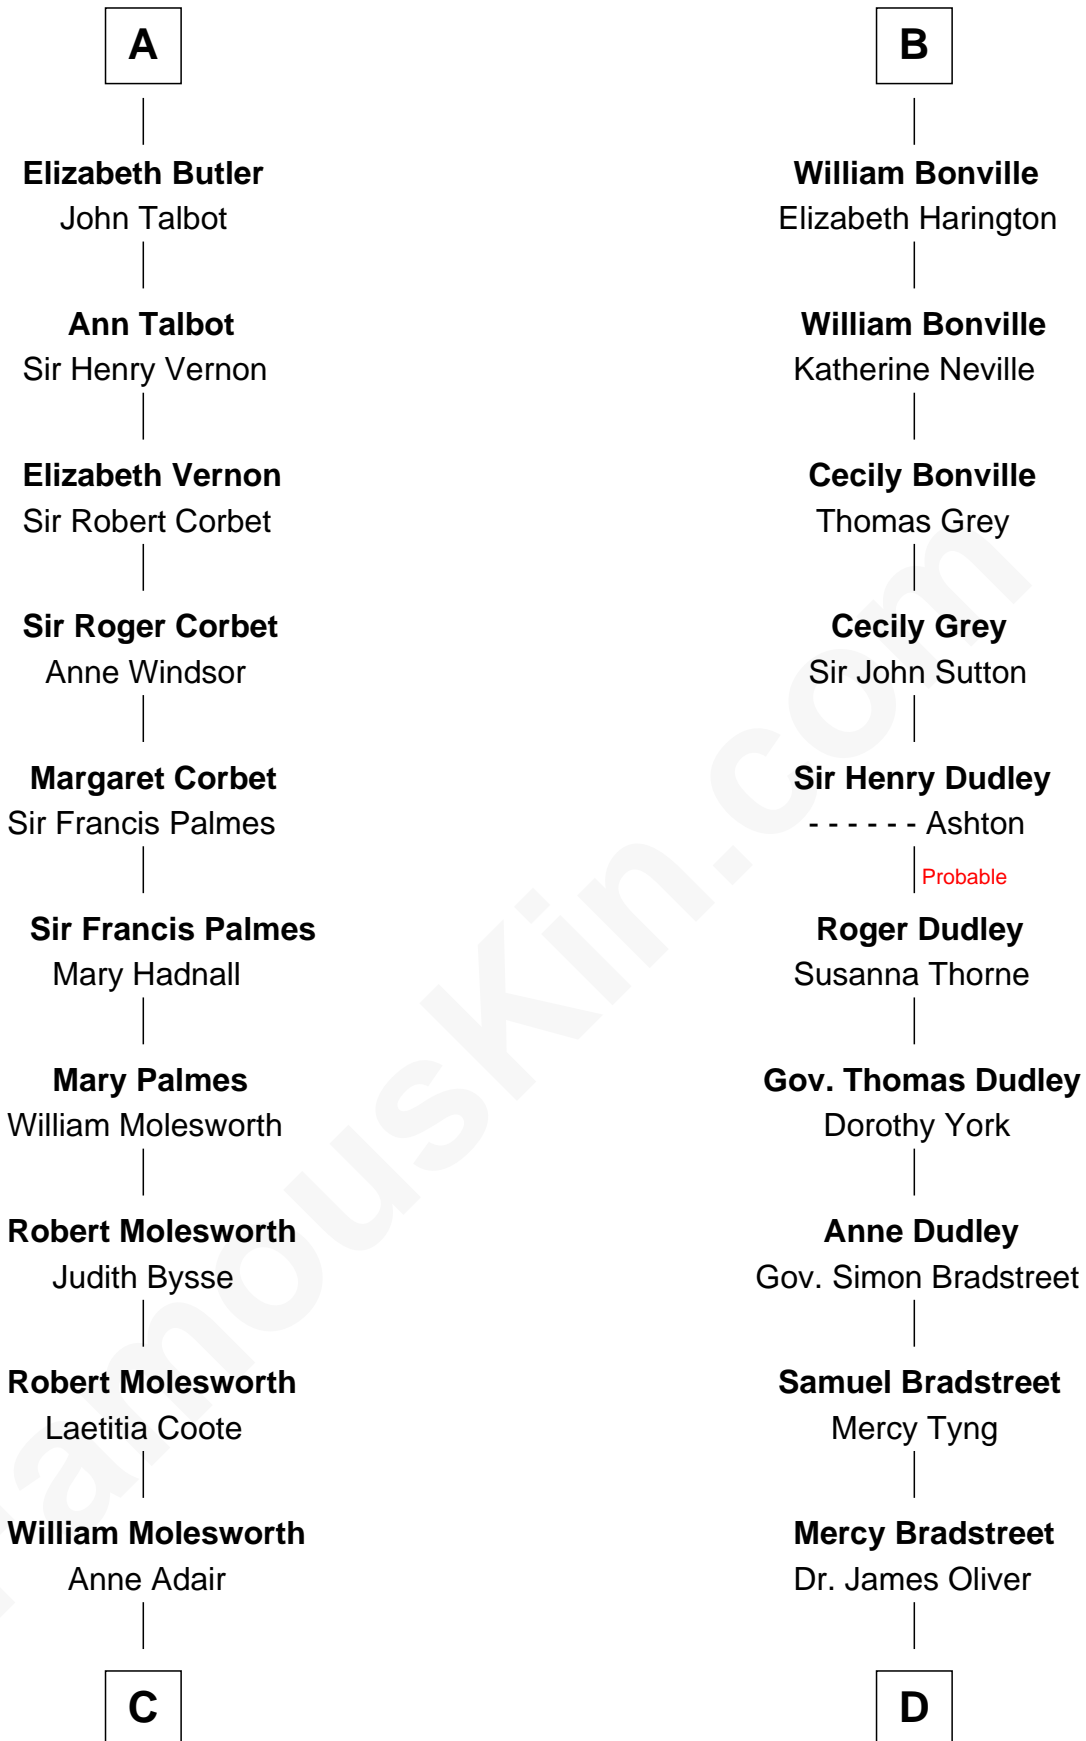 A
Elizabeth Butler
John Talbot
Ann Talbot
Sir Henry Vernon
Elizabeth Vernon
Sir Robert Corbet
Sir Roger Corbet
Anne Windsor
Margaret Corbet
Sir Francis Palmes
Sir Francis Palmes
Mary Hadnall
Mary Palmes
William Molesworth
Robert Molesworth
Judith Bysse
Robert Molesworth
Laetitia Coote
William Molesworth
Anne Adair
C
B
William Bonville
Elizabeth Harington
William Bonville
Katherine Neville
Cecily Bonville
Thomas Grey
Cecily Grey
Sir John Sutton
Sir Henry Dudley
- - - - - - Ashton
Probable
Roger Dudley
Susanna Thorne
Gov. Thomas Dudley
Dorothy York
Anne Dudley
Gov. Simon Bradstreet
Samuel Bradstreet
Mercy Tyng
Mercy Bradstreet
Dr. James Oliver
D
FamousKin.com